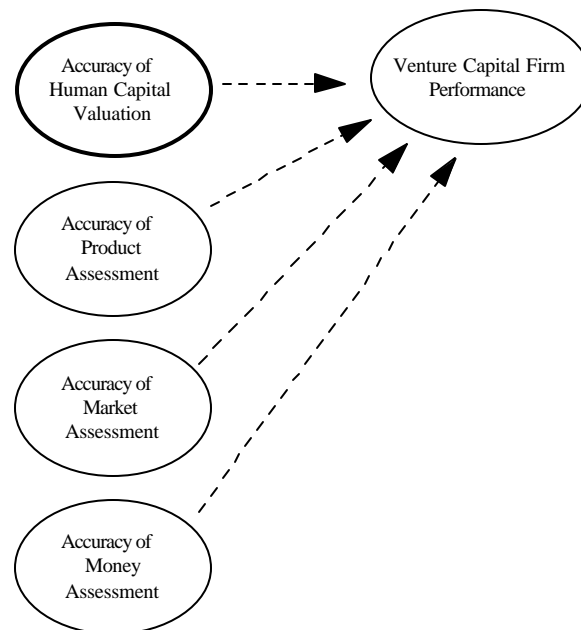 Accuracy of
Human Capital
Valuation
Venture Capital Firm
Performance
Accuracy of
Product
Assessment
Accuracy of
Market
Assessment
Accuracy of
Money
Assessment